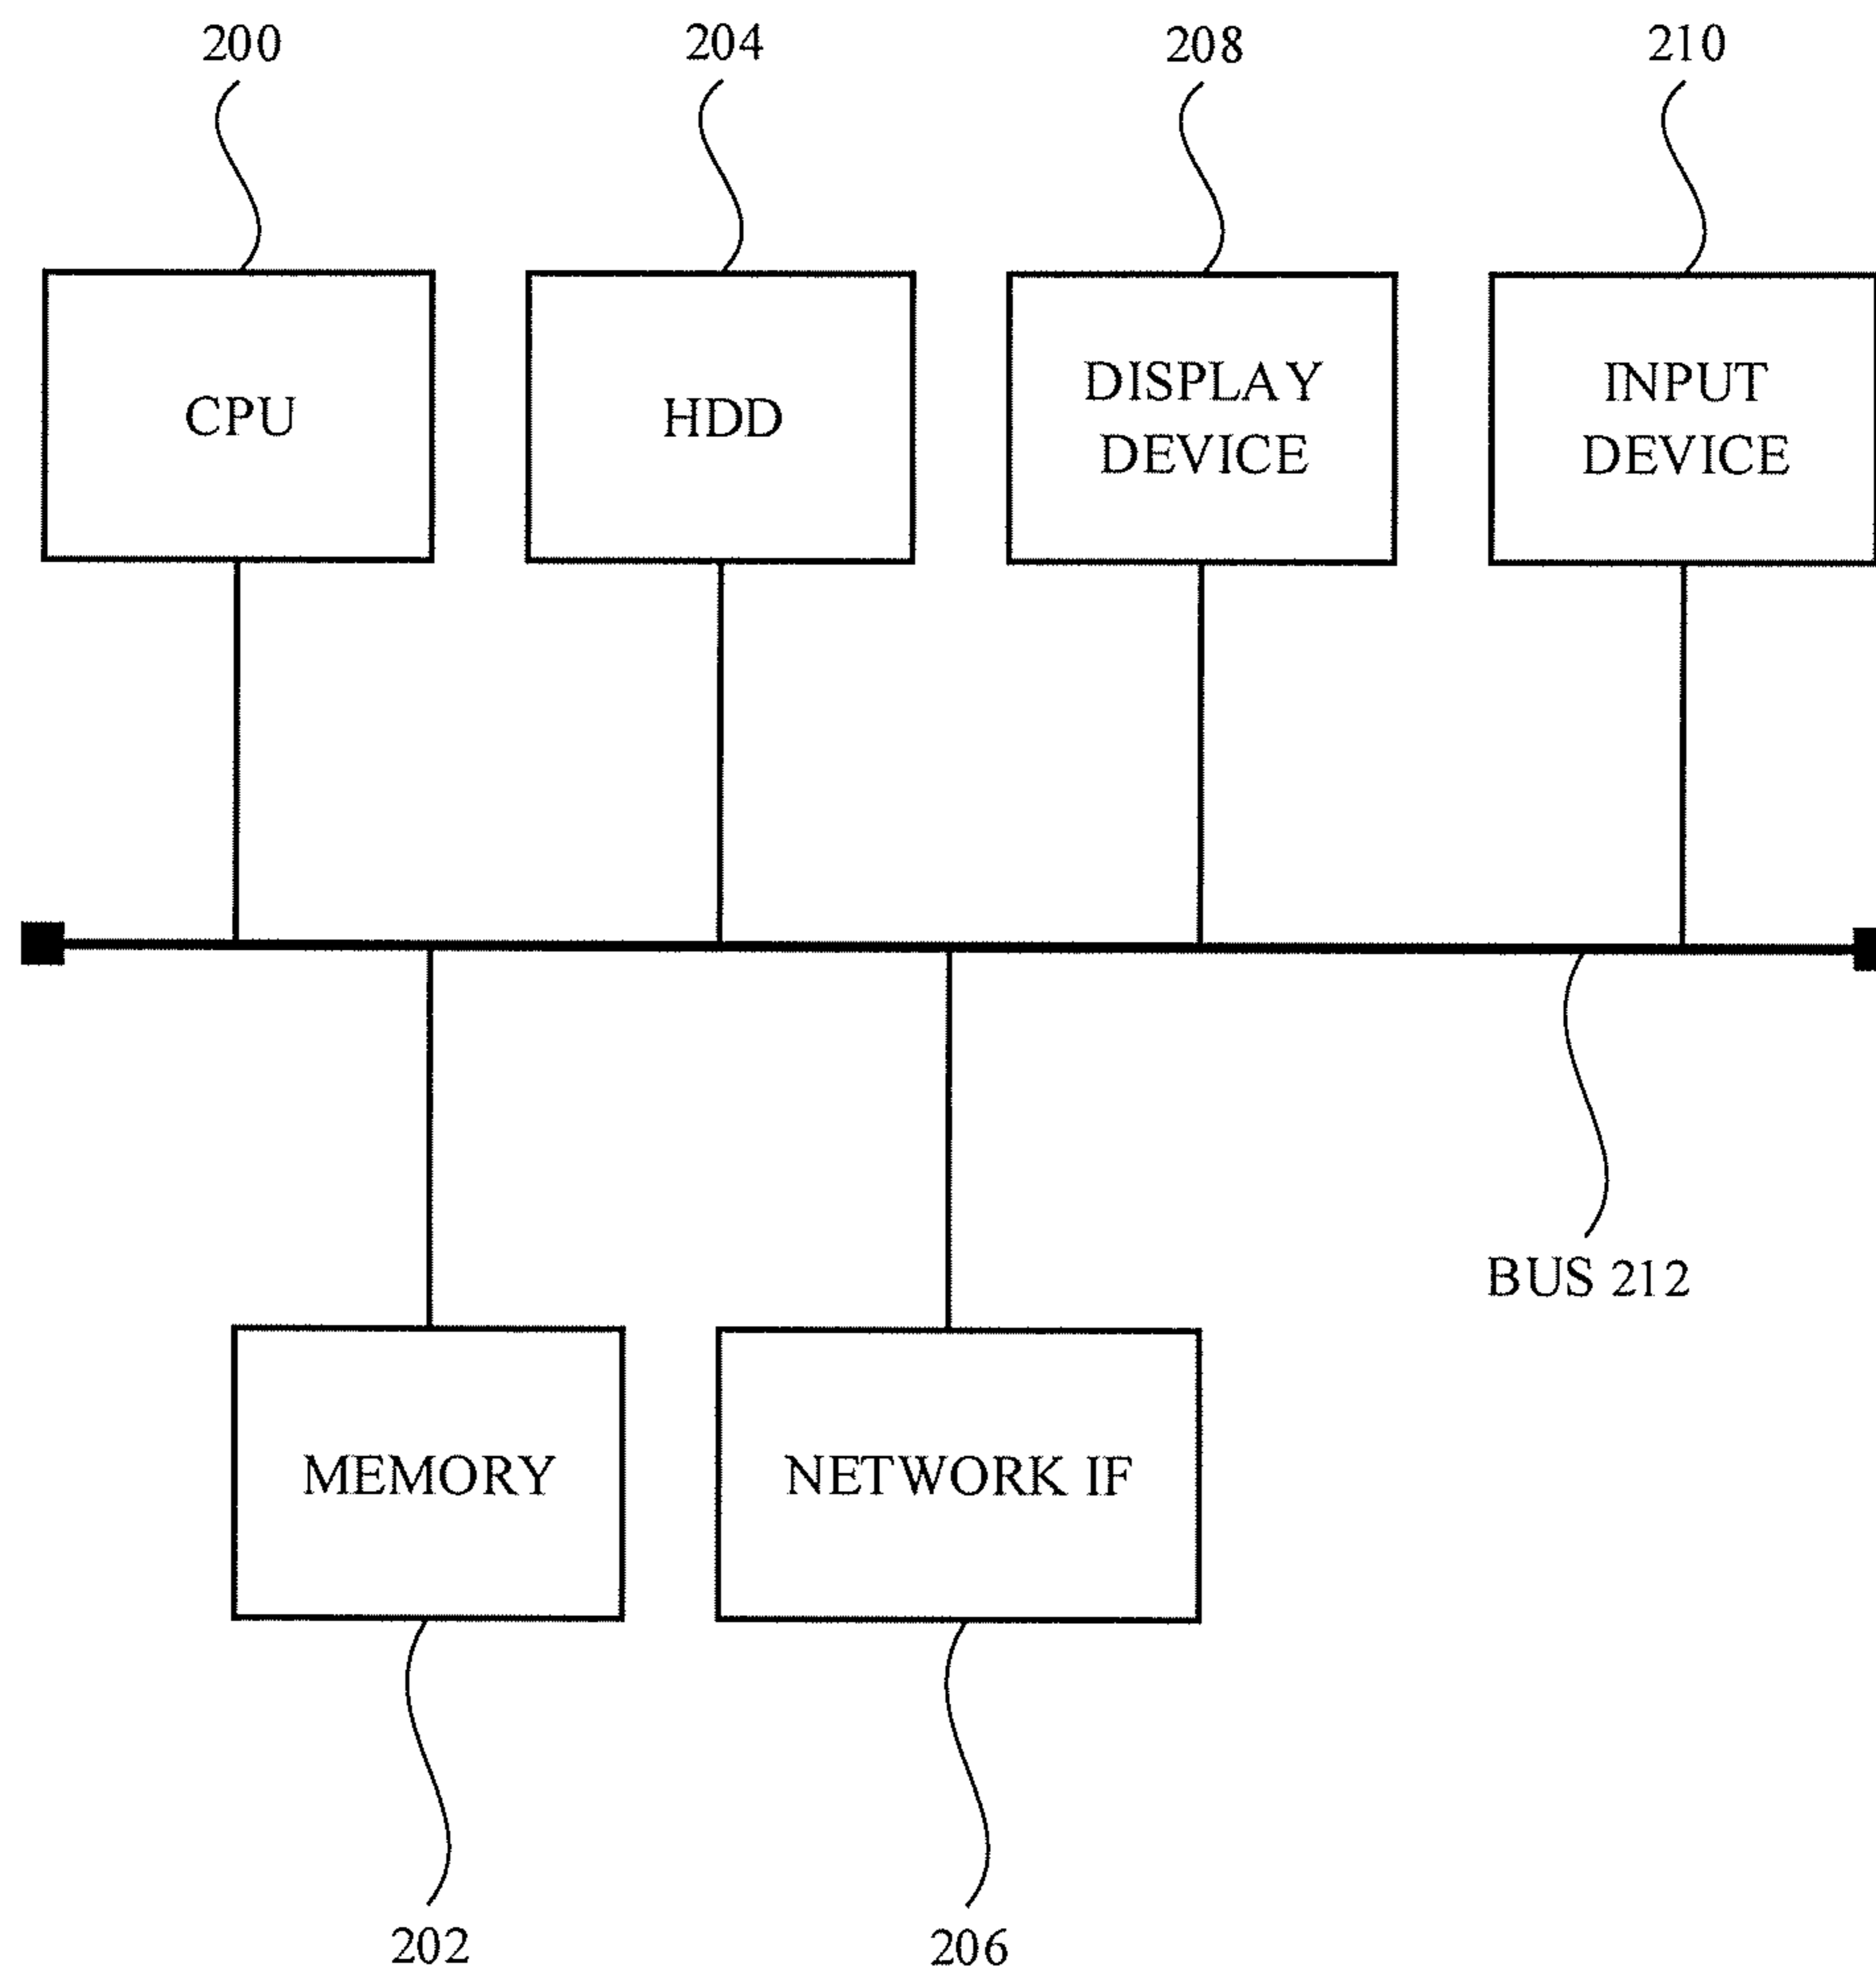 200
204
208
210
CPU
HDD
DISPLAY
DEVICE
INPUT
DEVICE
BUS 212
MEMORY
NETWORK IF
202
206